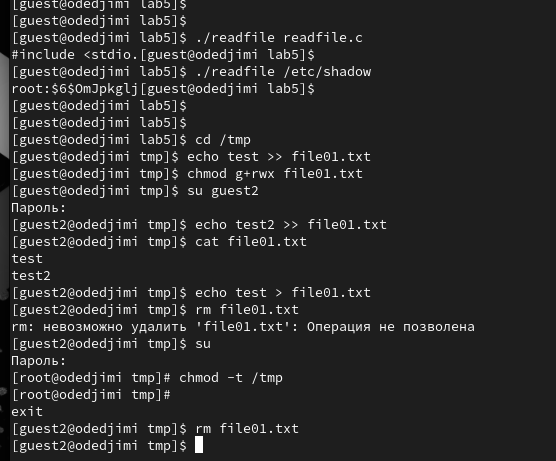 [guest@odedjimi lab5]$
[guest@odedjimi lab5]$
[guest@odedjimi lab5]$ ./readfile readfile.c
#include <stdio.[guest@odedjimi lab5]$
[guest@odedjimi lab5]$ ./readfile /etc/shadow
root:$6$OmJpkglj[guest@odedjimi lab5]$
[guest@odedjimi lab5]$
[guest@odedjimi lab5]$
[guest@odedjimi lab5]$ cd /tmp
[guest@odedjimi tmp]$ echo test >> file01.txt
[guest@odedjimi tmp]$ chmod g+rwx file01.txt
[guest@odedjimi tmp]$ su guest2
Пароль:
[guest2@odedjimi tmp]$ echo test2 >> file01.txt
[guest2@odedjimi tmp]$ cat file01.txt
test
test2
[guest2@odedjimi tmp]$ echo test > file01.txt
[guest2@odedjimi tmp]$ rm file01.txt
rm: невозможно удалить 'file01.txt': Операция не позволена
[guest2@odedjimi tmp]$ su
Пароль:
[root@odedjimi tmp]# chmod -t /tmp
[root@odedjimi tmp]#
exit
[guest2@odedjimi tmp]$ rm file01.txt
[guest2@odedjimi tmp]$